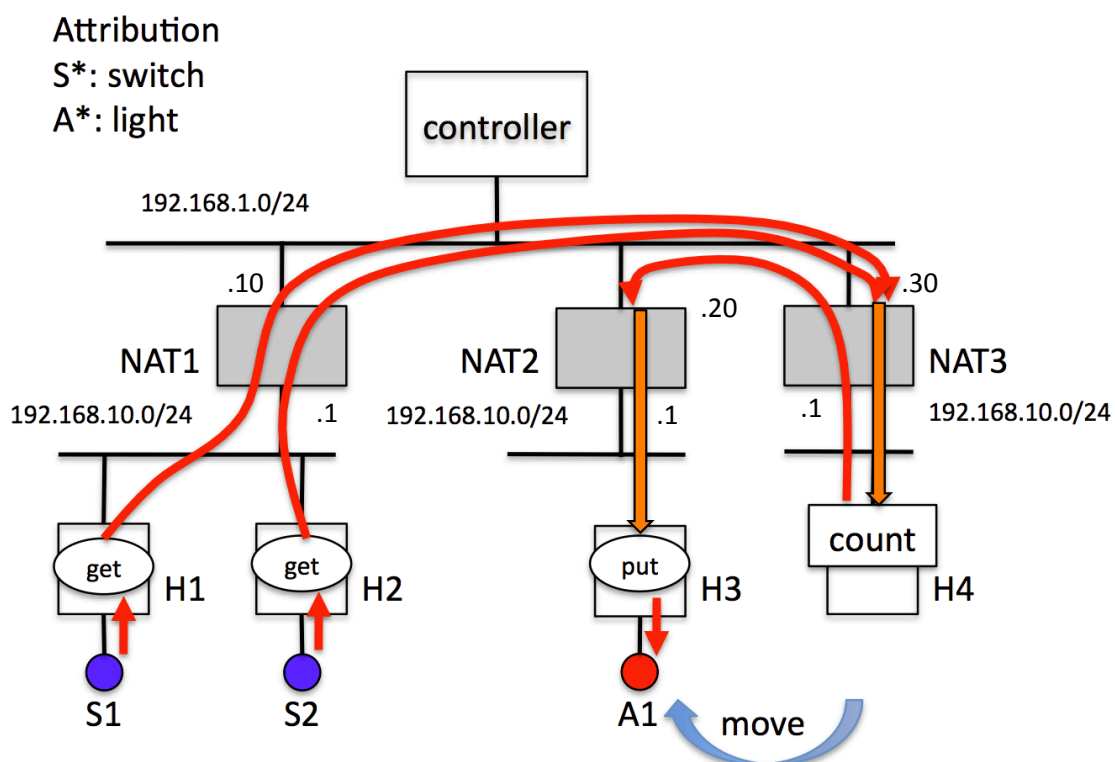 Attribution
S*: switch
A*: light
controller
192.168.1.0/24
.10
.20
.30
NAT1
NAT2
NAT3
192.168.10.0/24
.1
192.168.10.0/24
.1
.1
192.168.10.0/24
get
H1
get
H2
put
H3
count
H4
S1
S2
A1
move